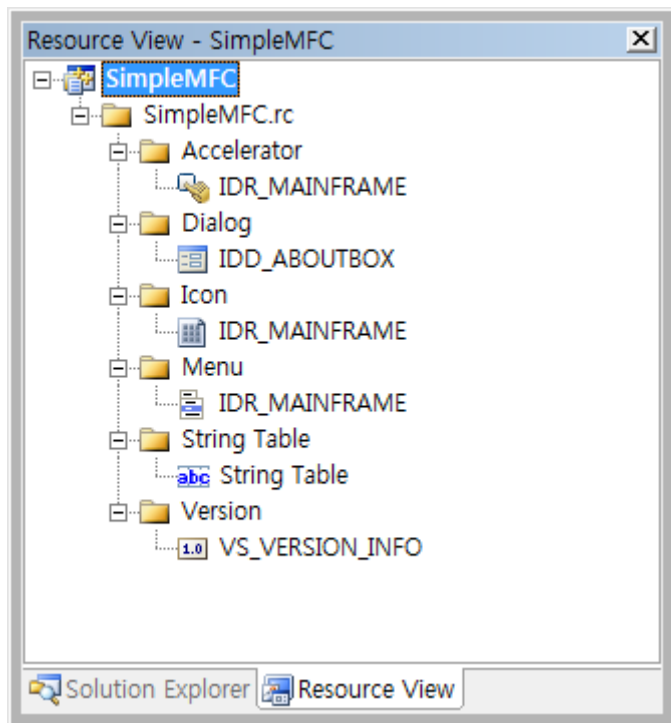 Resource View - SimpleMFC
SimpleMFC
SimpleMFC.rc
Accelerator
IDR_MAINFRAME
Dialog
IDD_ABOUTBOX
Icon
IDR_MAINFRAME
Menu
IDR_MAINFRAME
String Table
abc String Table
Version
1.0 VS_VERSION_INFO
Solution Explorer Resource View